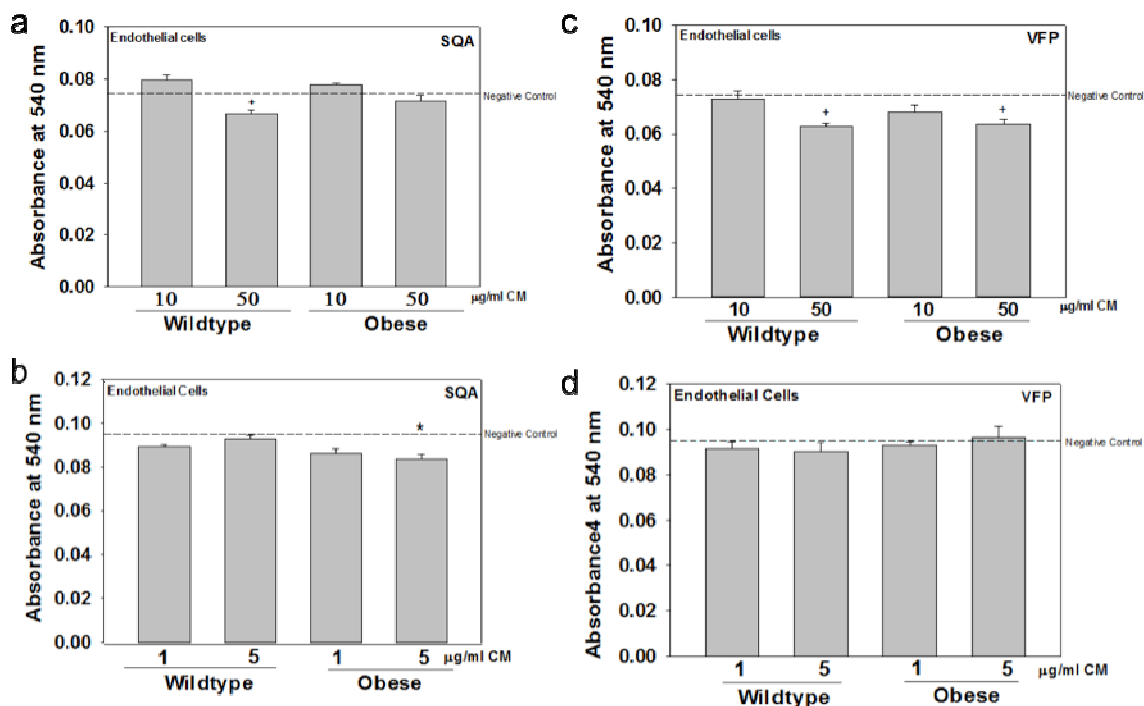 a
Absorbance at 540 nm
0.10
0.08
0.06
0.04
0.02
0.00
Endothelial cells
SQA
Negative Control
+
10 50 10 50 µg/ml CM
Wildtype Obese
c
Absorbance at 540 nm
0.10
0.08
0.06
0.04
0.02
0.00
Endothelial cells
VFP
Negative Control
+ +
10 50 10 50 µg/ml CM
Wildtype Obese
b
Absorbance at 540 nm
0.12
0.10
0.08
0.06
0.04
0.02
0.00
Endothelial Cells
SQA
Negative Control
*
1 5 1 5 µg/ml CM
Wildtype Obese
d
Absorbance4 at 540 nm
0.12
0.10
0.08
0.06
0.04
0.02
0.00
Endothelial Cells
VFP
Negative Control
1 5 1 5 µg/ml CM
Wildtype Obese